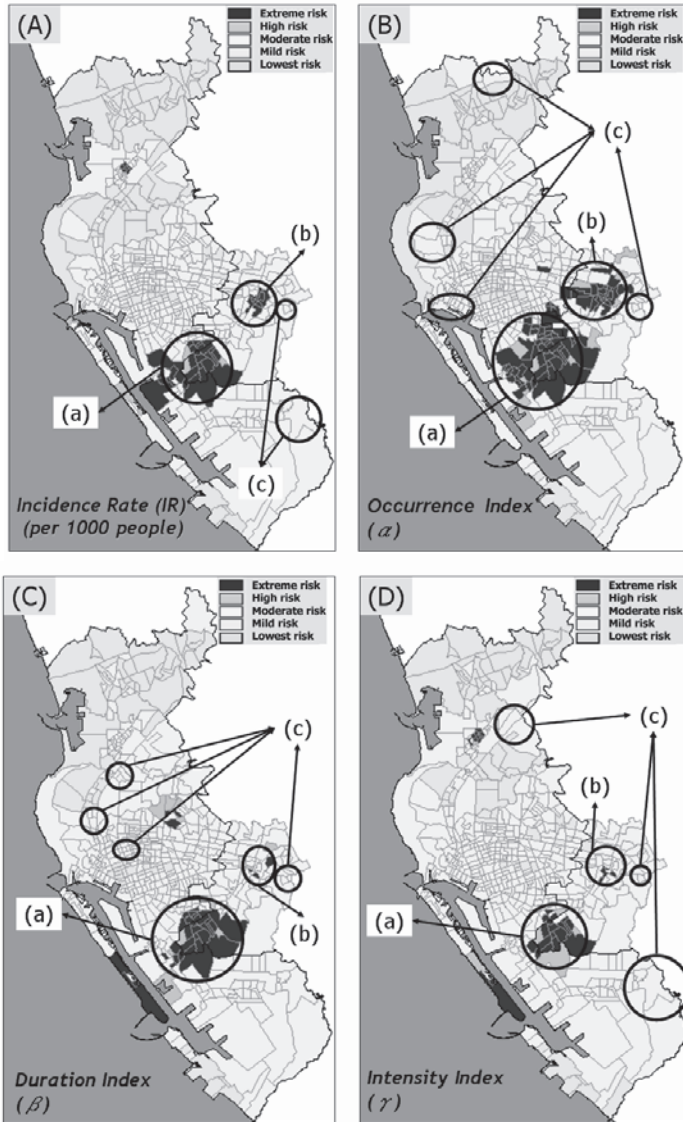 (A)
Extreme risk
High risk
Moderate risk
Mild risk
Lowest risk
(b)
(a)
(c)
Incidence Rate (IR)
(per 1000 people)
(B)
Extreme risk
High risk
Moderate risk
Mild risk
Lowest risk
(c)
(b)
(a)
Occurrence Index
(α)
(C)
Extreme risk
High risk
Moderate risk
Mild risk
Lowest risk
(c)
(a)
(b)
Duration Index
(β)
(D)
Extreme risk
High risk
Moderate risk
Mild risk
Lowest risk
(c)
(b)
(a)
Intensity Index
(γ)